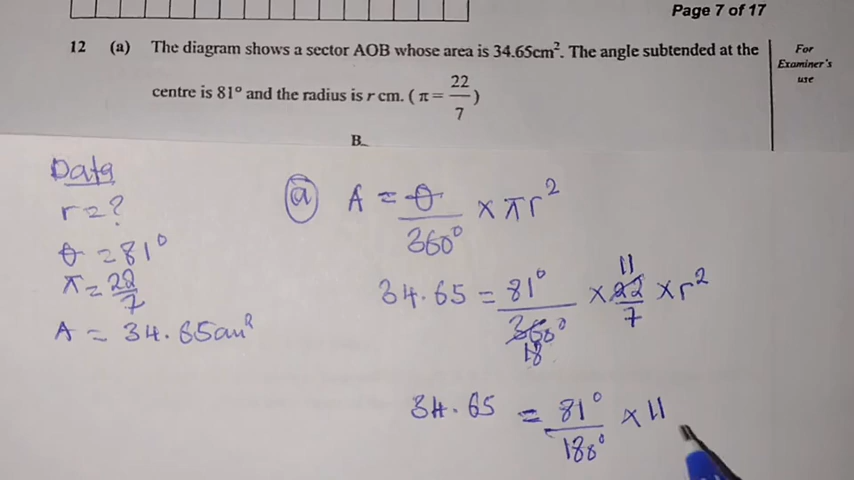 Page 7 of 17
12 (a) The diagram shows a sector AOB whose area is 34.65cm². The angle subtended at the
For
Examiner's
use
centre is 81° and the radius is r cm. ( π = 22/7 )
B
Data
r = ?
θ = 81°
π = 22/7
A = 34.65cm²
(a) A = θ/360° × πr²
34.65 = 81°/360° × 22/7 × r²
11
18
34.65 = 81°/180° × 11